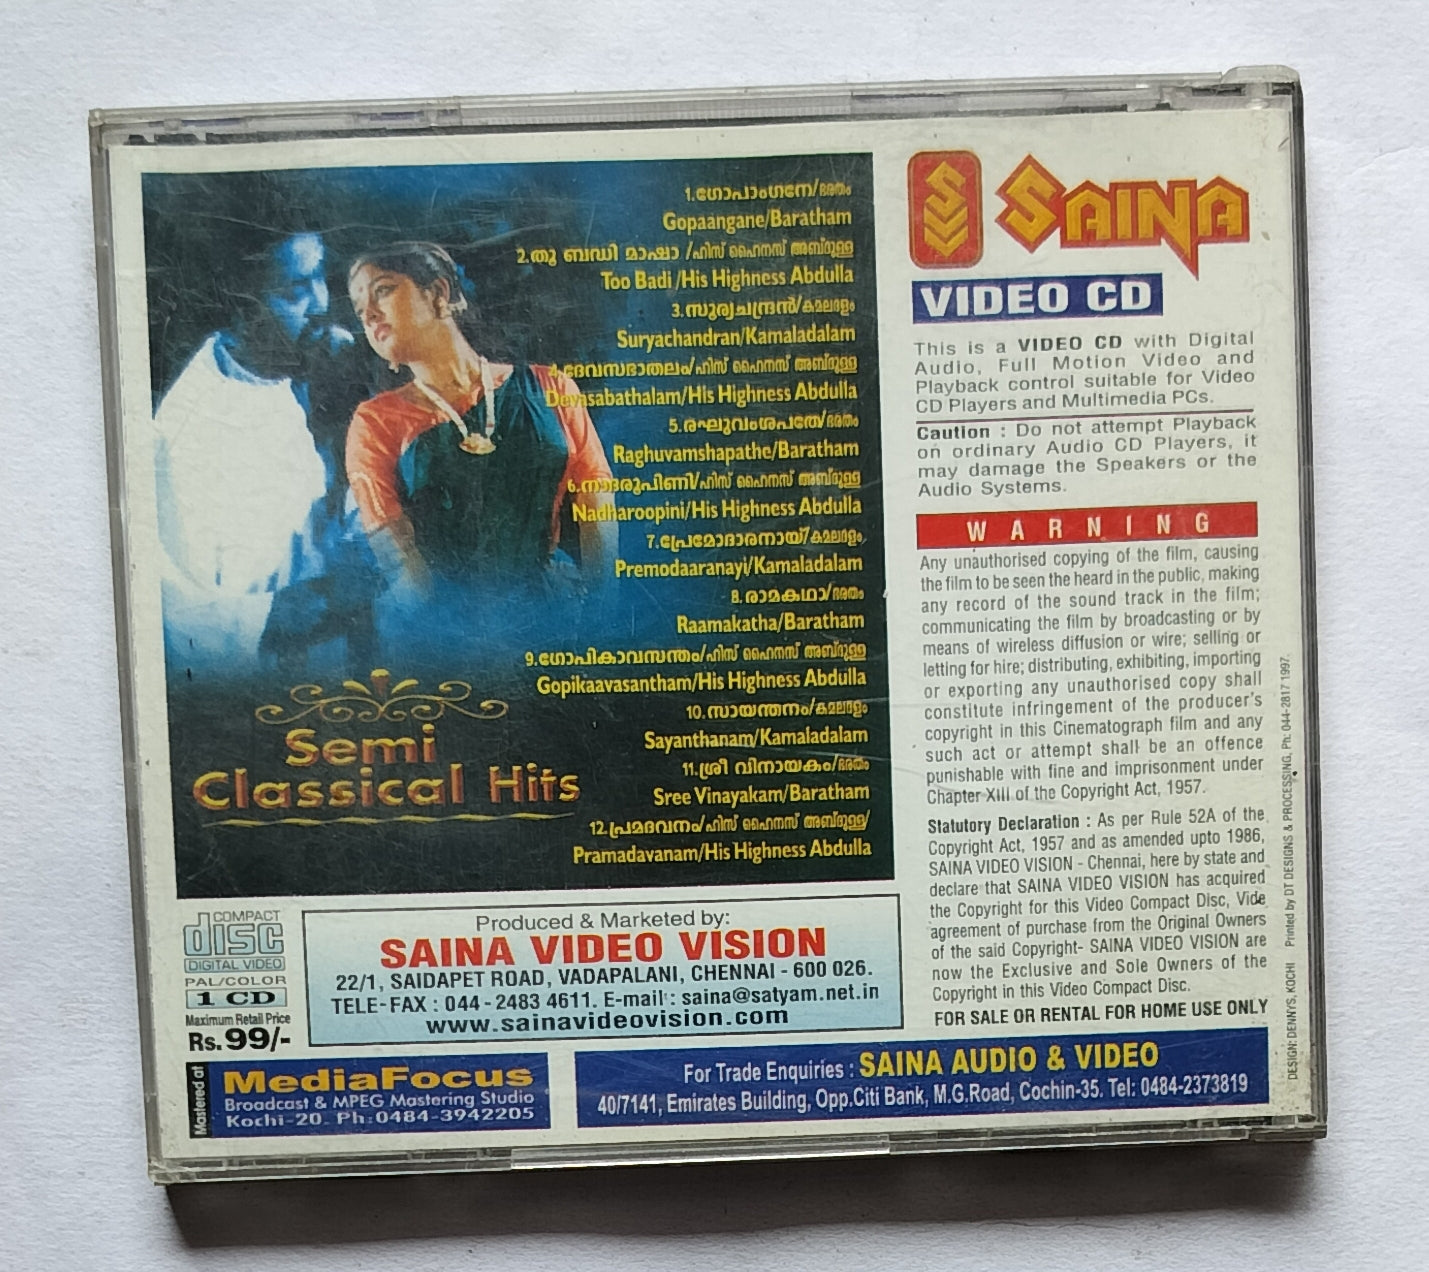 1.ഗോപാംഗനേ/ഭരതം
Gopaangane/Baratham
2.തൂ ബഡി മാഷാ /ഹിസ് ഹൈനസ് അബ്ദുള്ള
Too Badi /His Highness Abdulla
3.സൂര്യചന്ദ്രൻ/കമലദളം
Suryachandran/Kamaladalam
4.ദേവസഭാതലം/ഹിസ് ഹൈനസ് അബ്ദുള്ള
Devasabathalam/His Highness Abdulla
5.രഘുവംശപതേ/ഭരതം
Raghuvamshapathe/Baratham
6.നാദരൂപിണി/ഹിസ് ഹൈനസ് അബ്ദുള്ള
Nadharoopini/His Highness Abdulla
7.പ്രേമോദാരനായ്/കമലദളം
Premodaaranayi/Kamaladalam
8.രാമകഥാ/ഭരതം
Raamakatha/Baratham
9.ഗോപികാവസന്തം/ഹിസ് ഹൈനസ് അബ്ദുള്ള
Gopikaavasantham/His Highness Abdulla
10.സായന്തനം/കമലദളം
Sayanthanam/Kamaladalam
11.ശ്രീ വിനായകം/ഭരതം
Sree Vinayakam/Baratham
12.പ്രമദവനം/ഹിസ് ഹൈനസ് അബ്ദുള്ള/
Pramadavanam/His Highness Abdulla
Semi
Classical Hits
SAINA
VIDEO CD
This is a VIDEO CD with Digital
Audio, Full Motion Video and
Playback control suitable for Video
CD Players and Multimedia PCs.
Caution : Do not attempt Playback
on ordinary Audio CD Players, it
may damage the Speakers or the
Audio Systems.
WARNING
Any unauthorised copying of the film, causing
the film to be seen the heard in the public, making
any record of the sound track in the film;
communicating the film by broadcasting or by
means of wireless diffusion or wire; selling or
letting for hire; distributing, exhibiting, importing
or exporting any unauthorised copy shall
constitute infringement of the producer's
copyright in this Cinematograph film and any
such act or attempt shall be an offence
punishable with fine and imprisonment under
Chapter XIII of the Copyright Act, 1957.
Statutory Declaration : As per Rule 52A of the
Copyright Act, 1957 and as amended upto 1986,
SAINA VIDEO VISION - Chennai, here by state and
declare that SAINA VIDEO VISION has acquired
the Copyright for this Video Compact Disc, Vide
agreement of purchase from the Original Owners
of the said Copyright- SAINA VIDEO VISION are
now the Exclusive and Sole Owners of the
Copyright in this Video Compact Disc.
FOR SALE OR RENTAL FOR HOME USE ONLY
DESIGN: DENNYS, KOCHI Printed by DT DESIGNS & PROCESSING, Ph: 044-2817 1997.
COMPACT
disc
DIGITAL VIDEO
PAL/COLOR
1 CD
Maximum Retail Price
Rs.99/-
Produced & Marketed by:
SAINA VIDEO VISION
22/1, SAIDAPET ROAD, VADAPALANI, CHENNAI - 600 026.
TELE-FAX : 044 - 2483 4611. E-mail : saina@satyam.net.in
www.sainavideovision.com
Mastered at
MediaFocus
Broadcast & MPEG Mastering Studio
Kochi-20. Ph:0484-3942205
For Trade Enquiries : SAINA AUDIO & VIDEO
40/7141, Emirates Building, Opp.Citi Bank, M.G.Road, Cochin-35. Tel: 0484-2373819